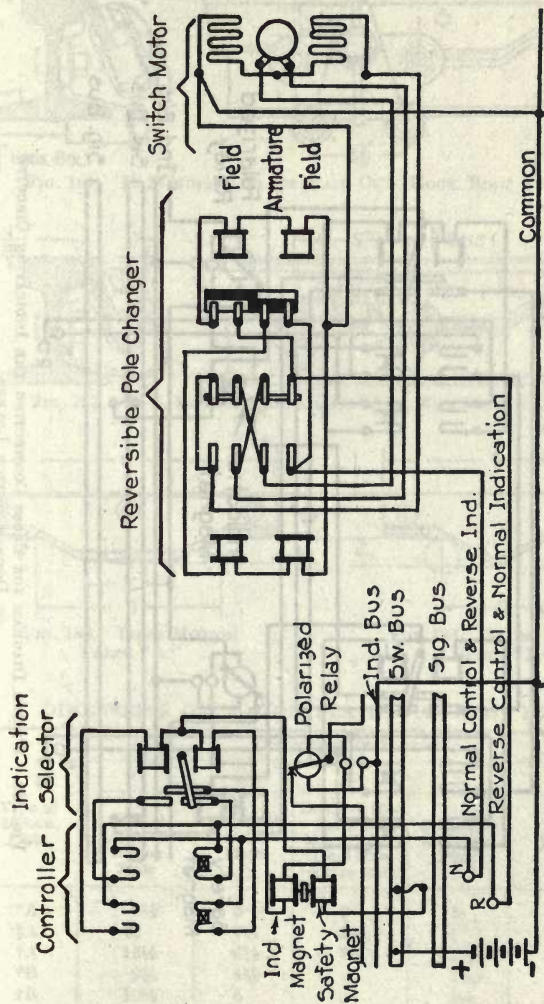 Switch Motor
Field
Armature
Field
Reversible Pole Changer
Common
Indication
Selector
Controller
Polarized
Relay
Ind. Bus
Sw. Bus
Sig. Bus
Normal Control & Reverse Ind.
Reverse Control & Normal Indication
N
R
Ind
Magnet
Safety
Magnet
+
-